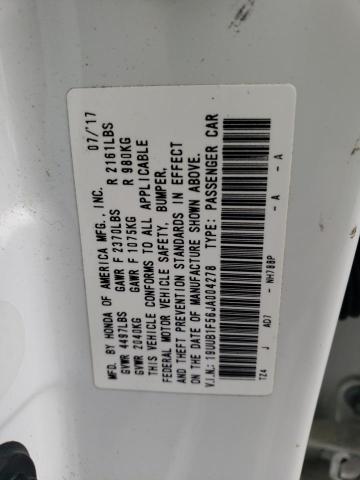 MFD. BY HONDA OF AMERICA MFG., INC. 07/'17
GVWR 4497LBS GAWR F 2370LBS R 2161LBS
GVWR 2040KG GAWR F 1075KG R 980KG
THIS VEHICLE CONFORMS TO ALL APPLICABLE
FEDERAL MOTOR VEHICLE SAFETY, BUMPER,
AND THEFT PREVENTION STANDARDS IN EFFECT
ON THE DATE OF MANUFACTURE SHOWN ABOVE.
V.I.N.: 19UUB1F56JA004278 TYPE: PASSENGER CAR
TZ4 J AD7 - NH788P - A - A